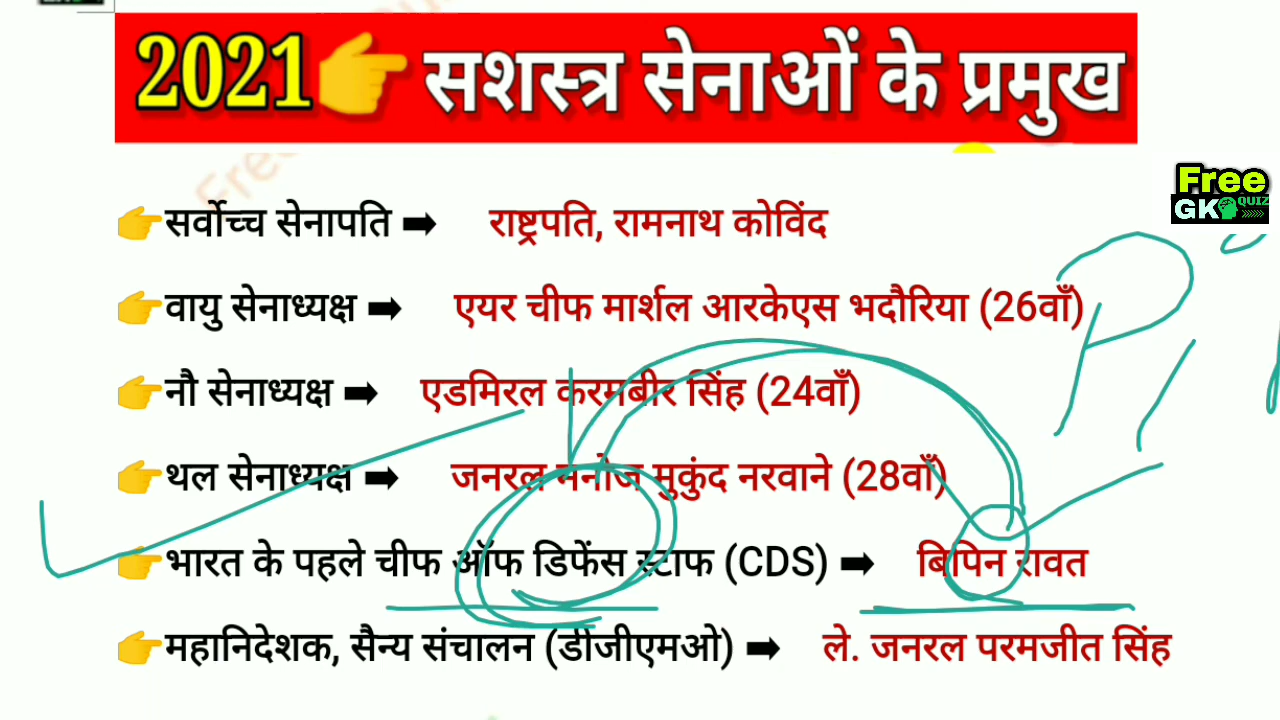 2021👉 सशस्त्र सेनाओं के प्रमुख
Free
GK QUIZ
👉सर्वोच्च सेनापति ➡ राष्ट्रपति, रामनाथ कोविंद
👉वायु सेनाध्यक्ष ➡ एयर चीफ मार्शल आरकेएस भदौरिया (26वाँ)
👉नौ सेनाध्यक्ष ➡ एडमिरल करमबीर सिंह (24वाँ)
👉थल सेनाध्यक्ष ➡ जनरल मनोज मुकुंद नरवाने (28वाँ)
👉भारत के पहले चीफ ऑफ डिफेंस स्टाफ (CDS) ➡ बिपिन रावत
👉महानिदेशक, सैन्य संचालन (डीजीएमओ) ➡ ले. जनरल परमजीत सिंह